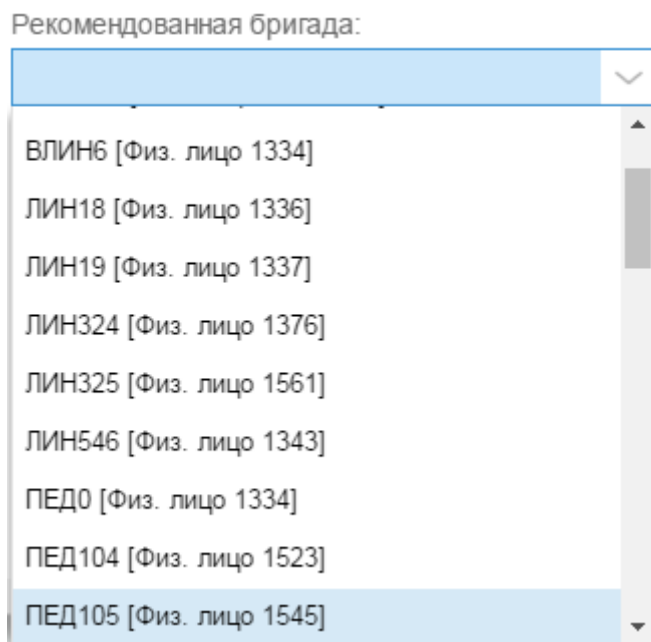 Рекомендованная бригада:
ВЛИН6 [Физ. лицо 1334]
ЛИН18 [Физ. лицо 1336]
ЛИН19 [Физ. лицо 1337]
ЛИН324 [Физ. лицо 1376]
ЛИН325 [Физ. лицо 1561]
ЛИН546 [Физ. лицо 1343]
ПЕД0 [Физ. лицо 1334]
ПЕД104 [Физ. лицо 1523]
ПЕД105 [Физ. лицо 1545]